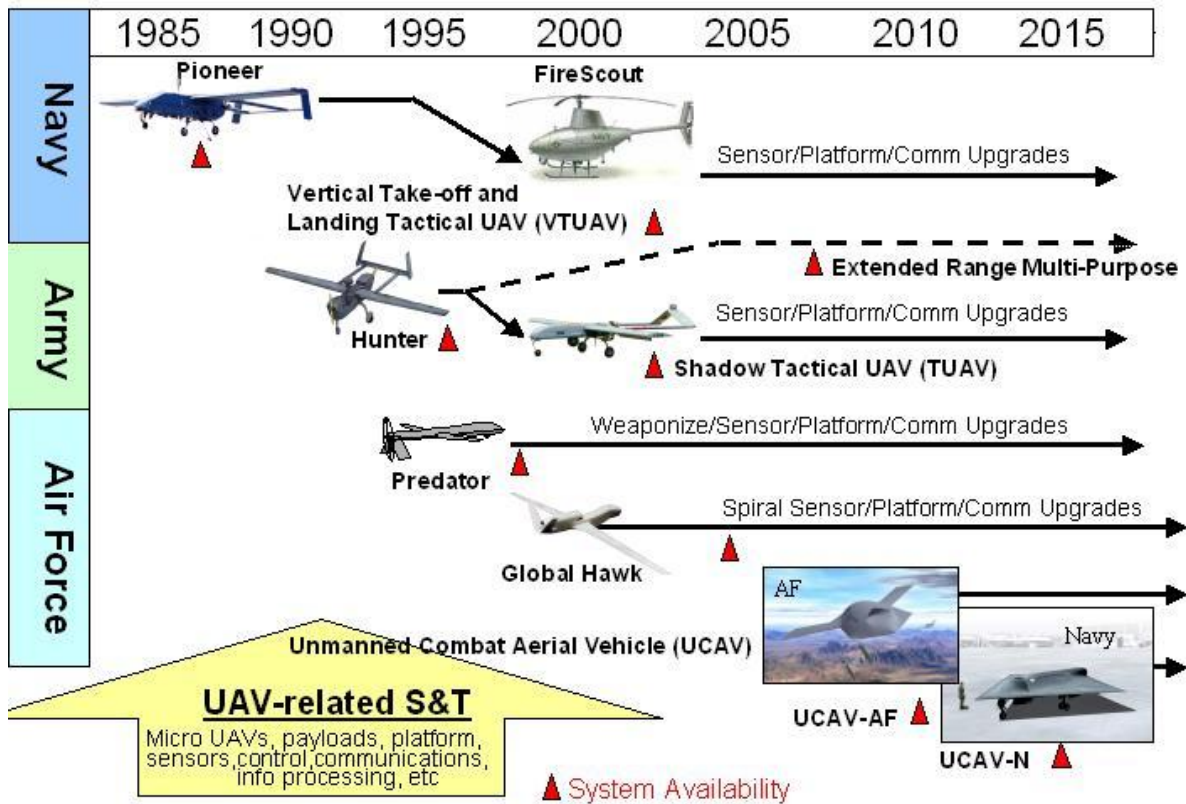 1985 1990 1995 2000 2005 2010 2015
Navy
Pioneer
FireScout
Sensor/Platform/Comm Upgrades
Vertical Take-off and
Landing Tactical UAV (VTUAV)
Army
Extended Range Multi-Purpose
Hunter
Sensor/Platform/Comm Upgrades
Shadow Tactical UAV (TUAV)
Air Force
Weaponize/Sensor/Platform/Comm Upgrades
Predator
Spiral Sensor/Platform/Comm Upgrades
Global Hawk
AF
Unmanned Combat Aerial Vehicle (UCAV)
Navy
UCAV-AF
UCAV-N
UAV-related S&T
Micro UAVs, payloads, platform,
sensors,control,communications,
info processing, etc
System Availability